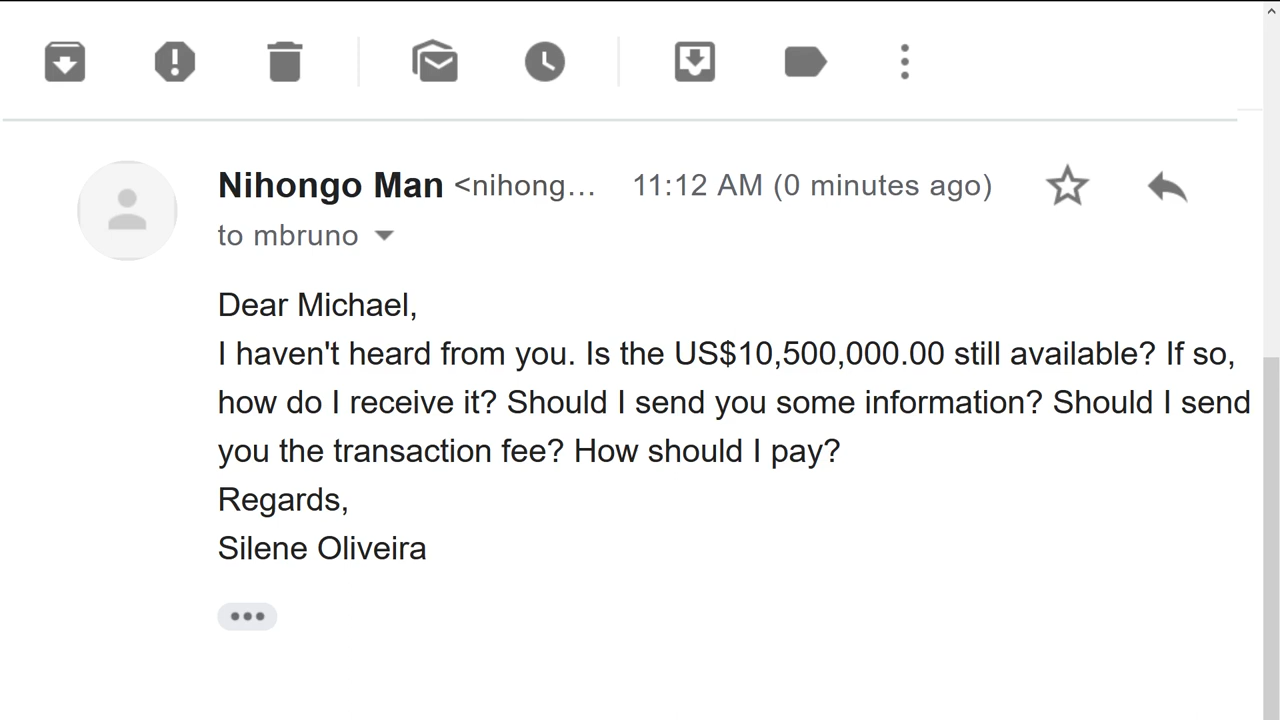 Nihongo Man <nihong... 11:12 AM (0 minutes ago)
to mbruno
Dear Michael,
I haven't heard from you. Is the US$10,500,000.00 still available? If so,
how do I receive it? Should I send you some information? Should I send
you the transaction fee? How should I pay?
Regards,
Silene Oliveira